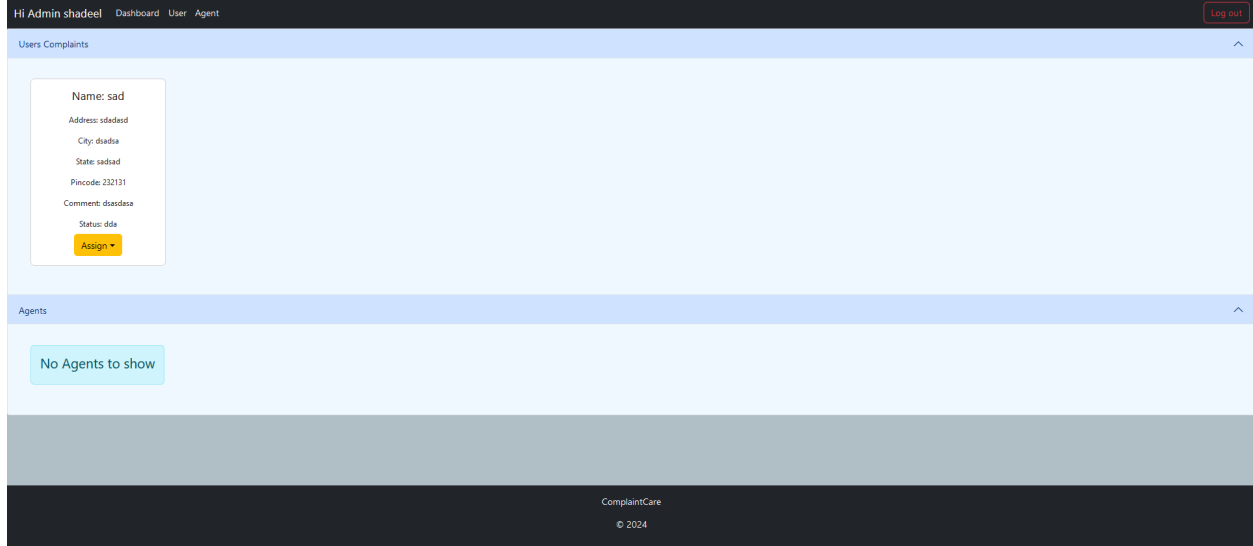 Hi Admin shadeel Dashboard User Agent Log out
Users Complaints
Name: sad
Address: sdadasd
City: dsadsa
State: sadsad
Pincode: 232131
Comment: dsasdasa
Status: dda
Assign
Agents
No Agents to show
ComplaintCare
© 2024